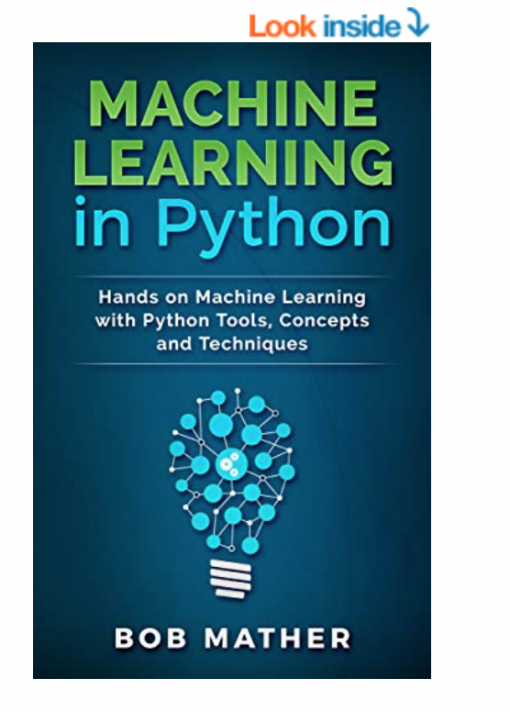 Look inside
MACHINE
LEARNING
in Python
Hands on Machine Learning
with Python Tools, Concepts
and Techniques
BOB MATHER